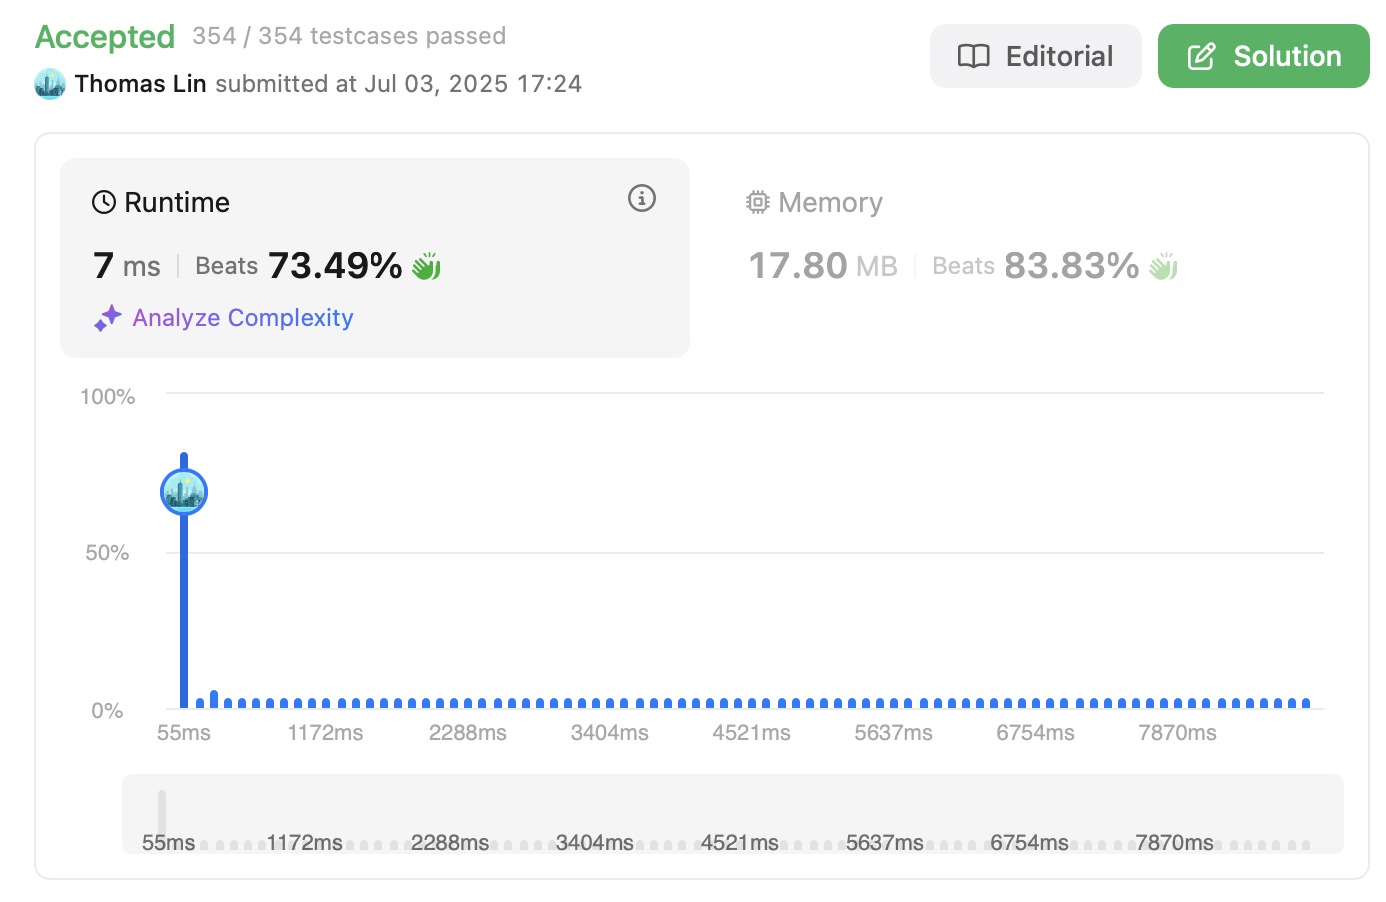 Accepted 354 / 354 testcases passed
Editorial
Solution
Thomas Lin submitted at Jul 03, 2025 17:24
Runtime
7 ms | Beats 73.49%
Analyze Complexity
Memory
17.80 MB | Beats 83.83%
100%
50%
0%
55ms 1172ms 2288ms 3404ms 4521ms 5637ms 6754ms 7870ms
55ms 1172ms 2288ms 3404ms 4521ms 5637ms 6754ms 7870ms